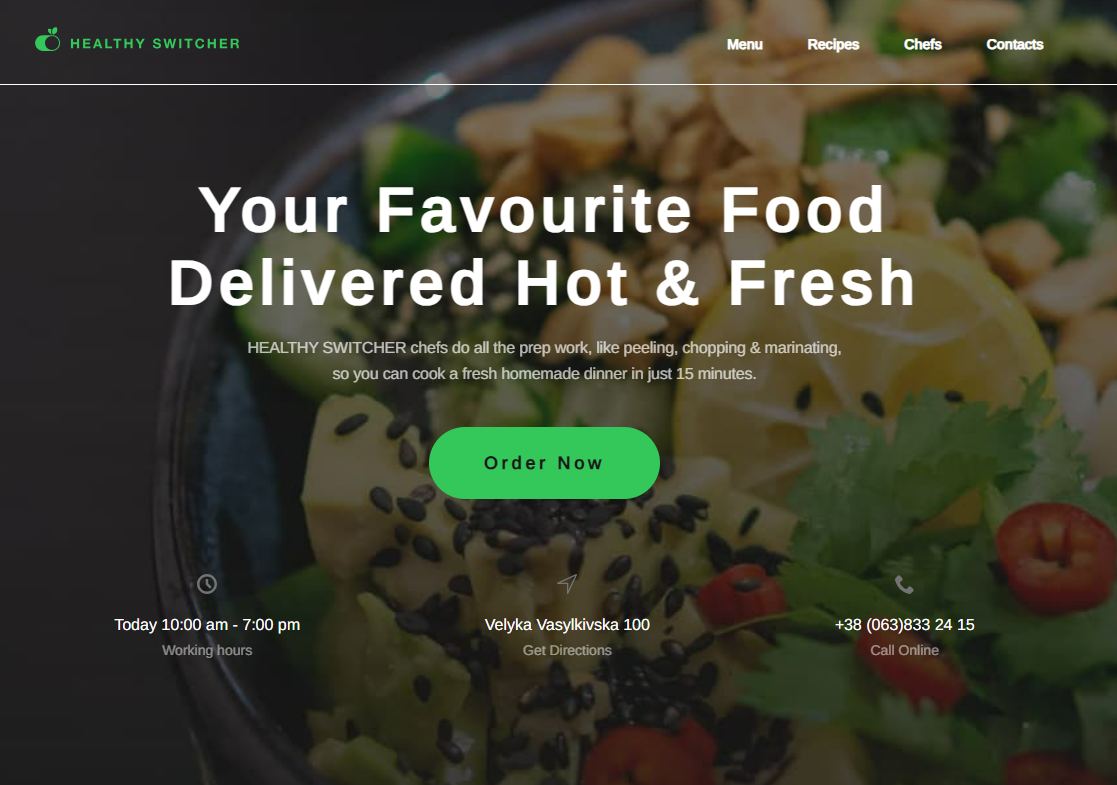 HEALTHY SWITCHER
Menu Recipes Chefs Contacts
Your Favourite Food
Delivered Hot & Fresh
HEALTHY SWITCHER chefs do all the prep work, like peeling, chopping & marinating,
so you can cook a fresh homemade dinner in just 15 minutes.
Order Now
Today 10:00 am - 7:00 pm
Working hours
Velyka Vasylkivska 100
Get Directions
+38 (063)833 24 15
Call Online